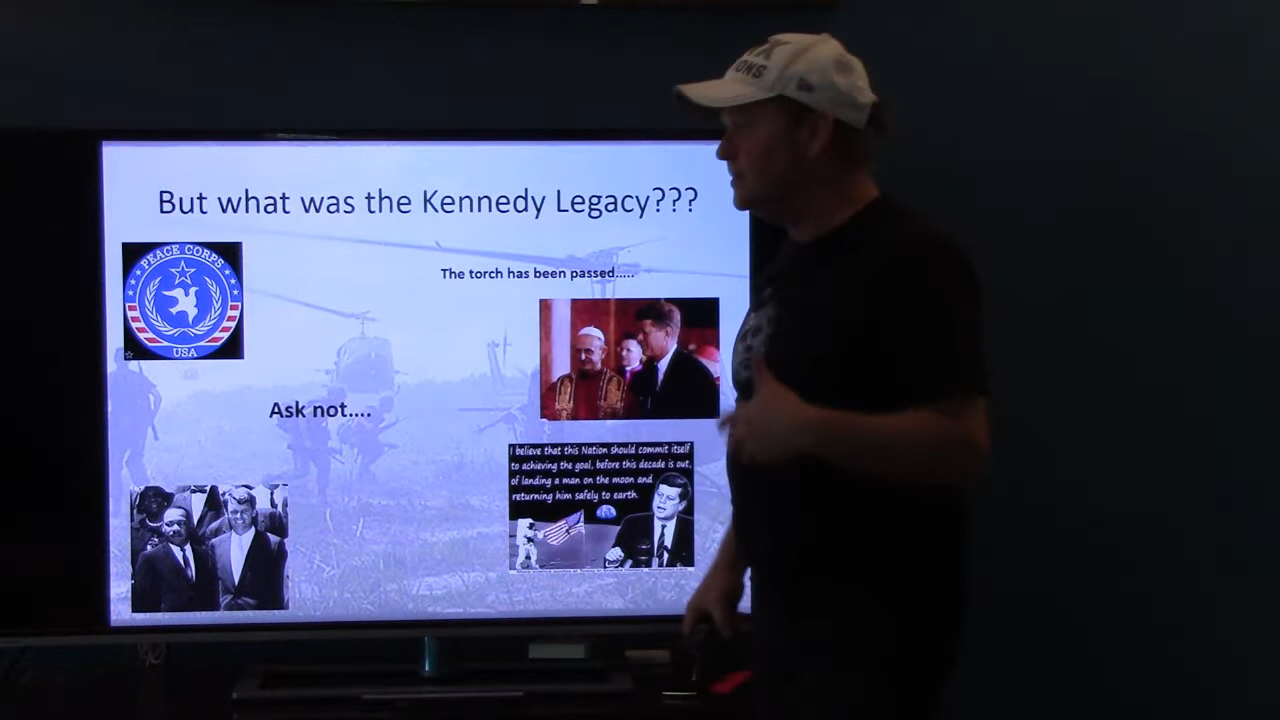 ONS
But what was the Kennedy Legacy???
PEACE CORPS
USA
The torch has been passed.....
Ask not....
I believe that this Nation should commit itself
to achieving the goal, before this decade is out,
of landing a man on the moon and
returning him safely to earth.